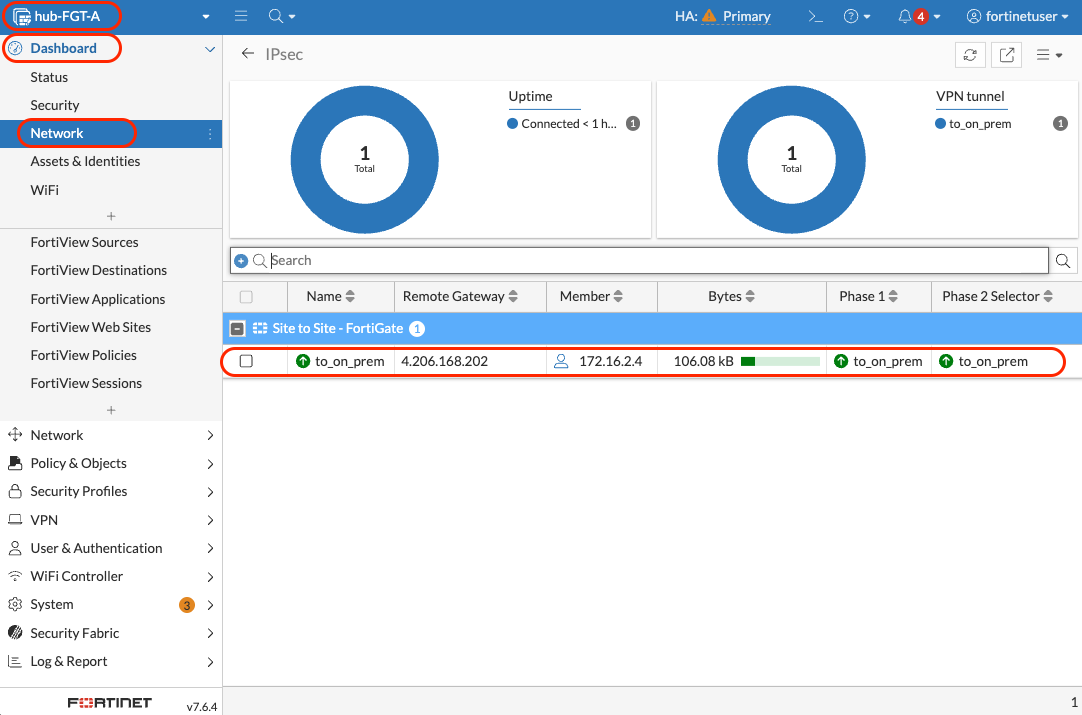 hub-FGT-A
HA: Primary
4
fortinetuser
Dashboard
Status
Security
Network
Assets & Identities
WiFi
+
FortiView Sources
FortiView Destinations
FortiView Applications
FortiView Web Sites
FortiView Policies
FortiView Sessions
+
Network
Policy & Objects
Security Profiles
VPN
User & Authentication
WiFi Controller
System 3
Security Fabric
Log & Report
FORTINET v7.6.4
IPsec
1
Total
Uptime
Connected < 1 h... 1
1
Total
VPN tunnel
to_on_prem 1
Search
Name Remote Gateway Member Bytes Phase 1 Phase 2 Selector
Site to Site - FortiGate 1
to_on_prem 4.206.168.202 172.16.2.4 106.08 kB to_on_prem to_on_prem
1